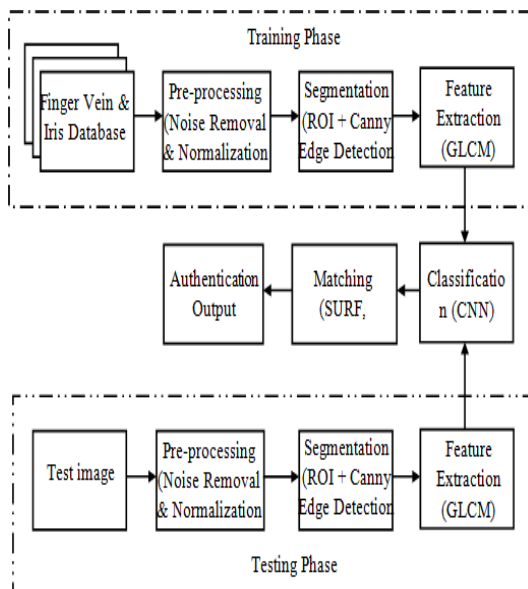 Training Phase
Finger Vein &
Iris Database
Pre-processing
(Noise Removal
& Normalization
Segmentation
(ROI + Canny
Edge Detection
Feature
Extraction
(GLCM)
Authentication
Output
Matching
(SURF,
Classificatio
n (CNN)
Test image
Pre-processing
(Noise Removal
& Normalization
Segmentation
(ROI + Canny
Edge Detection
Feature
Extraction
(GLCM)
Testing Phase